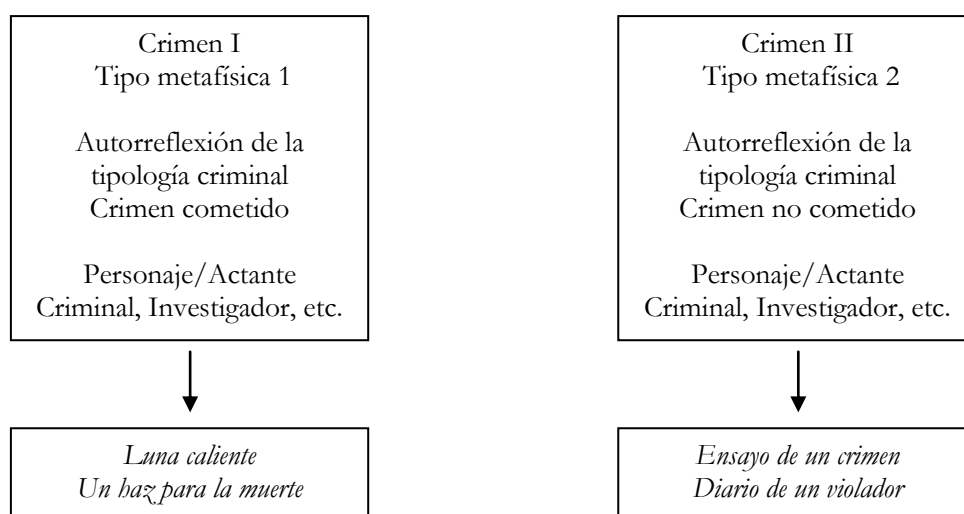 Crimen I
Tipo metafísica 1
Autorreflexión de la
tipología criminal
Crimen cometido
Personaje/Actante
Criminal, Investigador, etc.
Luna caliente
Un haz para la muerte
Crimen II
Tipo metafísica 2
Autorreflexión de la
tipología criminal
Crimen no cometido
Personaje/Actante
Criminal, Investigador, etc.
Ensayo de un crimen
Diario de un violador